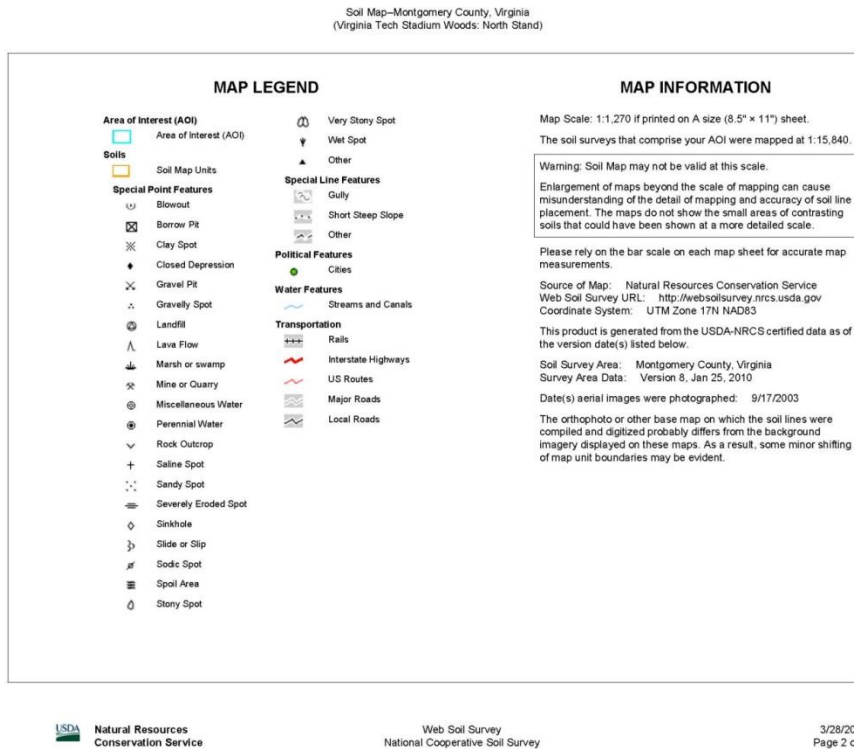 Soil Map–Montgomery County, Virginia
(Virginia Tech Stadium Woods: North Stand)
MAP LEGEND
Area of Interest (AOI)
Area of Interest (AOI)
Soils
Soil Map Units
Special Point Features
Blowout
Borrow Pit
Clay Spot
Closed Depression
Gravel Pit
Gravelly Spot
Landfill
Lava Flow
Marsh or swamp
Mine or Quarry
Miscellaneous Water
Perennial Water
Rock Outcrop
Saline Spot
Sandy Spot
Severely Eroded Spot
Sinkhole
Slide or Slip
Sodic Spot
Spoil Area
Stony Spot
Very Stony Spot
Wet Spot
Other
Special Line Features
Gully
Short Steep Slope
Other
Political Features
Cities
Water Features
Streams and Canals
Transportation
Rails
Interstate Highways
US Routes
Major Roads
Local Roads
MAP INFORMATION
Map Scale: 1:1,270 if printed on A size (8.5" × 11") sheet.
The soil surveys that comprise your AOI were mapped at 1:15,840.
Warning: Soil Map may not be valid at this scale.
Enlargement of maps beyond the scale of mapping can cause
misunderstanding of the detail of mapping and accuracy of soil line
placement. The maps do not show the small areas of contrasting
soils that could have been shown at a more detailed scale.
Please rely on the bar scale on each map sheet for accurate map
measurements.
Source of Map: Natural Resources Conservation Service
Web Soil Survey URL: http://websoilsurvey.nrcs.usda.gov
Coordinate System: UTM Zone 17N NAD83
This product is generated from the USDA-NRCS certified data as of
the version date(s) listed below.
Soil Survey Area: Montgomery County, Virginia
Survey Area Data: Version 8, Jan 25, 2010
Date(s) aerial images were photographed: 9/17/2003
The orthophoto or other base map on which the soil lines were
compiled and digitized probably differs from the background
imagery displayed on these maps. As a result, some minor shifting
of map unit boundaries may be evident.
USDA
Natural Resources
Conservation Service
Web Soil Survey
National Cooperative Soil Survey
3/28/20
Page 2 o